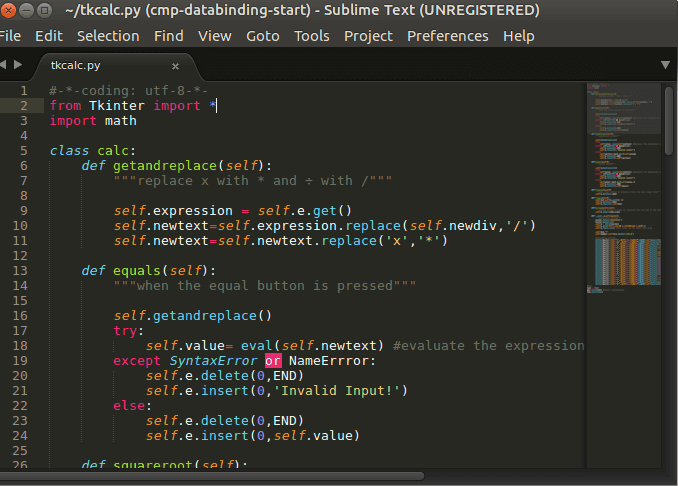 ~/tkcalc.py (cmp-databinding-start) - Sublime Text (UNREGISTERED)
File Edit Selection Find View Goto Tools Project Preferences Help
tkcalc.py x
1 #-*-coding: utf-8-*-
2 from Tkinter import *
3 import math
4
5 class calc:
6 def getandreplace(self):
7 """replace x with * and ÷ with /"""
8
9 self.expression = self.e.get()
10 self.newtext=self.expression.replace(self.newdiv,'/')
11 self.newtext=self.newtext.replace('x','*')
12
13 def equals(self):
14 """when the equal button is pressed"""
15
16 self.getandreplace()
17 try:
18 self.value= eval(self.newtext) #evaluate the expression
19 except SyntaxError or NameErrror:
20 self.e.delete(0,END)
21 self.e.insert(0,'Invalid Input!')
22 else:
23 self.e.delete(0,END)
24 self.e.insert(0,self.value)
25
26 def squareroot(self):